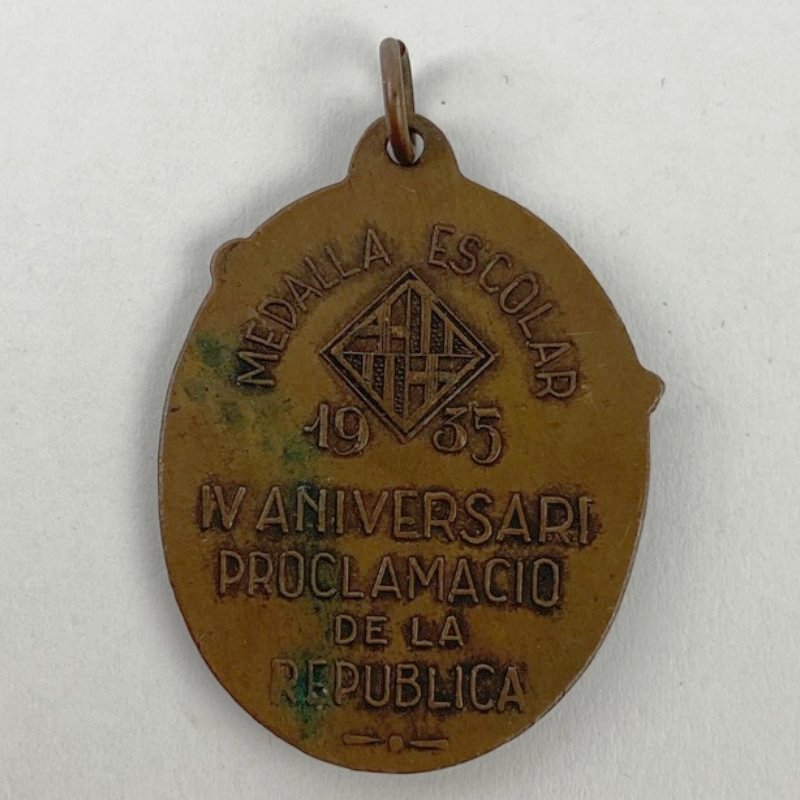 MEDALLA ESCOLAR
1935
IV ANIVERSARI
PROCLAMACIO
DE LA
REPUBLICA